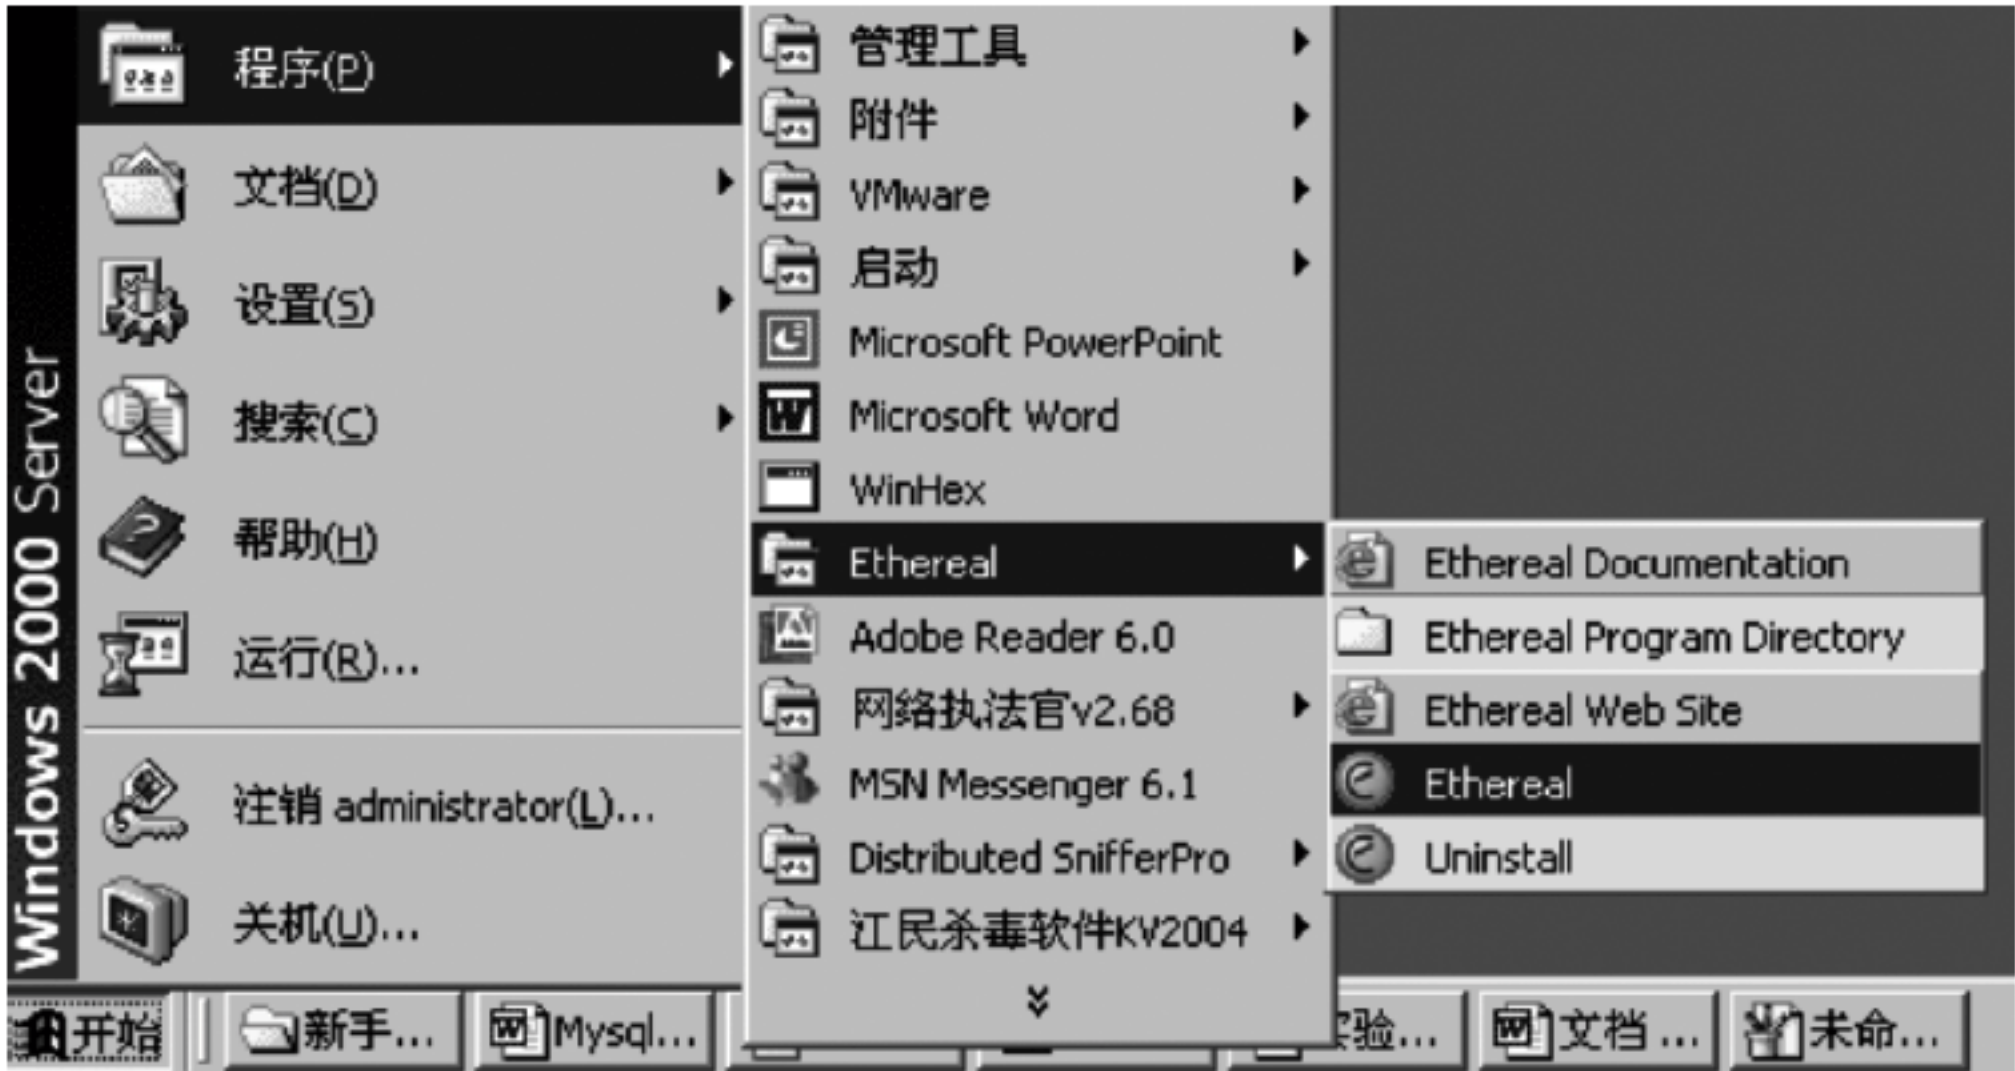 Windows 2000 Server
程序(P)
文档(D)
设置(S)
搜索(C)
帮助(H)
运行(R)...
注销 administrator(L)...
关机(U)...
管理工具
附件
VMware
启动
Microsoft PowerPoint
Microsoft Word
WinHex
Ethereal
Adobe Reader 6.0
网络执法官v2.68
MSN Messenger 6.1
Distributed SnifferPro
江民杀毒软件KV2004
Ethereal Documentation
Ethereal Program Directory
Ethereal Web Site
Ethereal
Uninstall
开始
新手...
Mysql...
验...
文档 ...
未命...